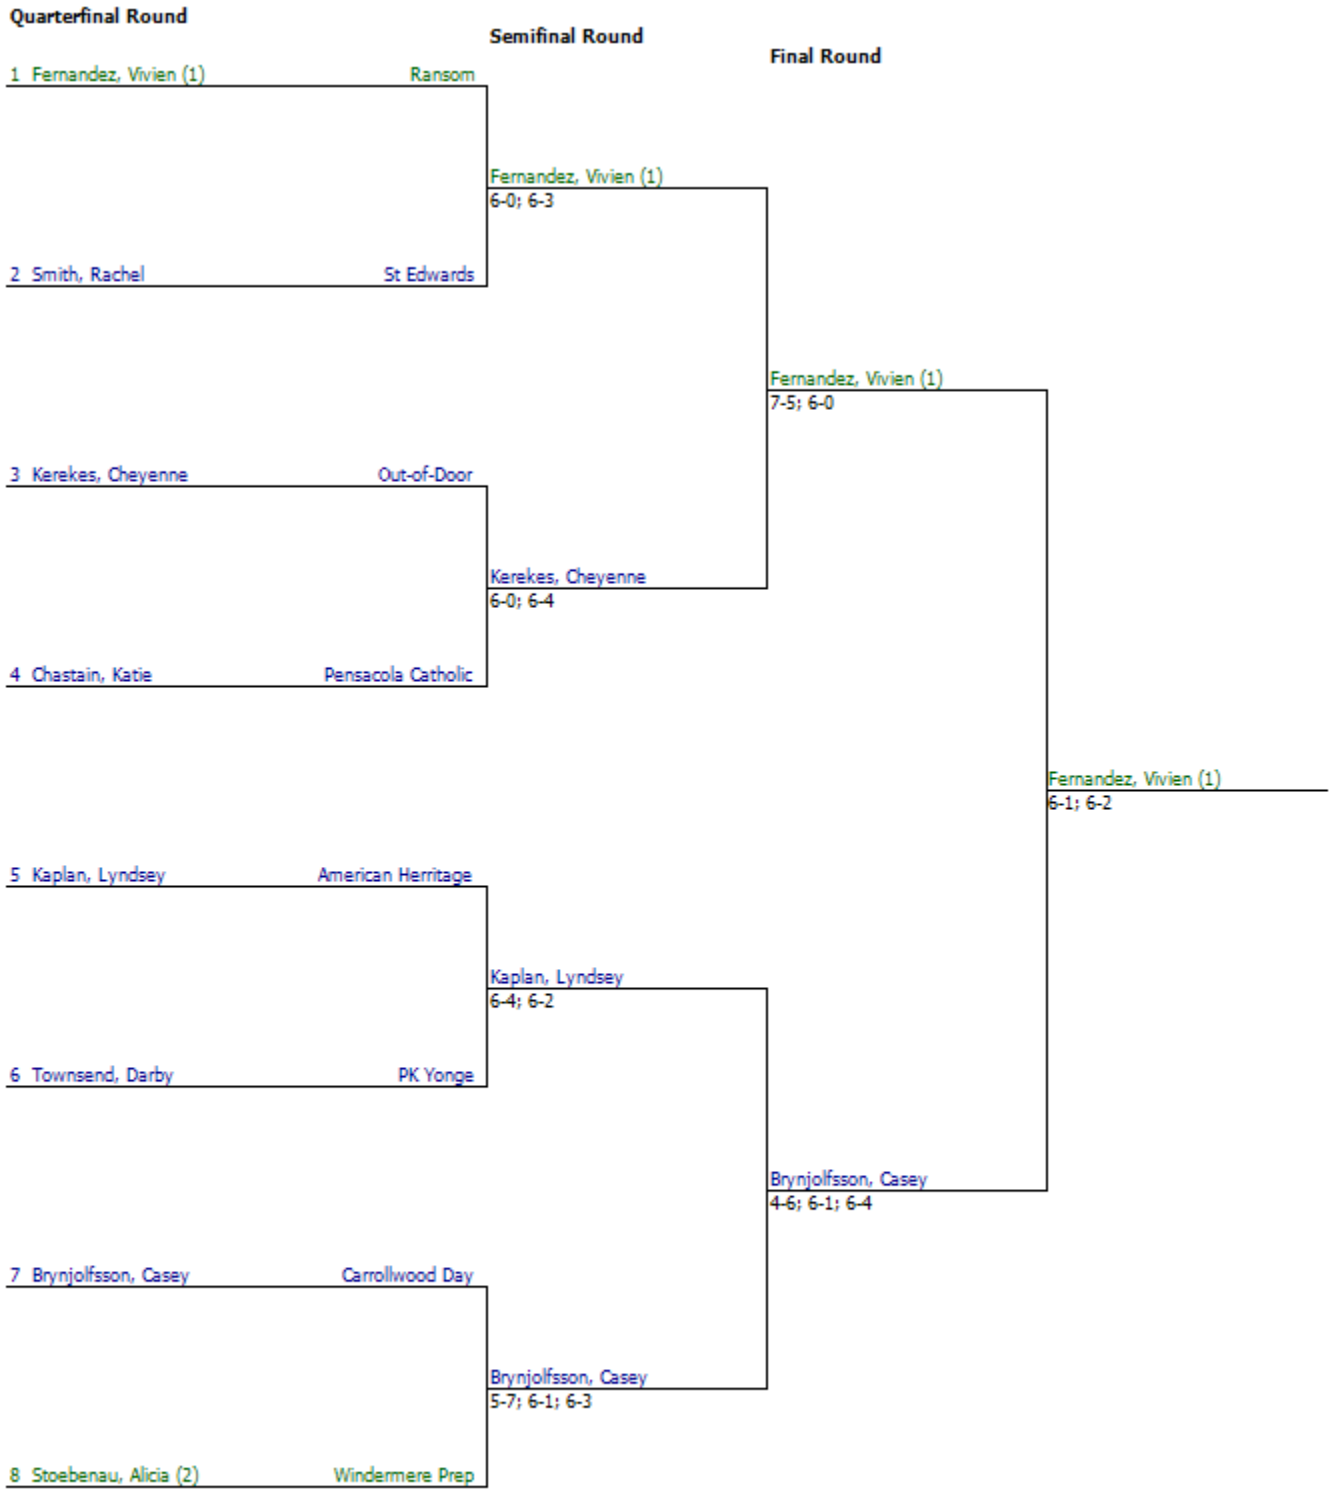 Quarterfinal Round
Semifinal Round
Final Round
1 Fernandez, Vivien (1) Ransom
Fernandez, Vivien (1)
6-0; 6-3
2 Smith, Rachel St Edwards
Fernandez, Vivien (1)
7-5; 6-0
3 Kerekes, Cheyenne Out-of-Door
Kerekes, Cheyenne
6-0; 6-4
4 Chastain, Katie Pensacola Catholic
Fernandez, Vivien (1)
6-1; 6-2
5 Kaplan, Lyndsey American Herritage
Kaplan, Lyndsey
6-4; 6-2
6 Townsend, Darby PK Yonge
Brynjolfsson, Casey
4-6; 6-1; 6-4
7 Brynjolfsson, Casey Carrollwood Day
Brynjolfsson, Casey
5-7; 6-1; 6-3
8 Stoebenau, Alicia (2) Windermere Prep